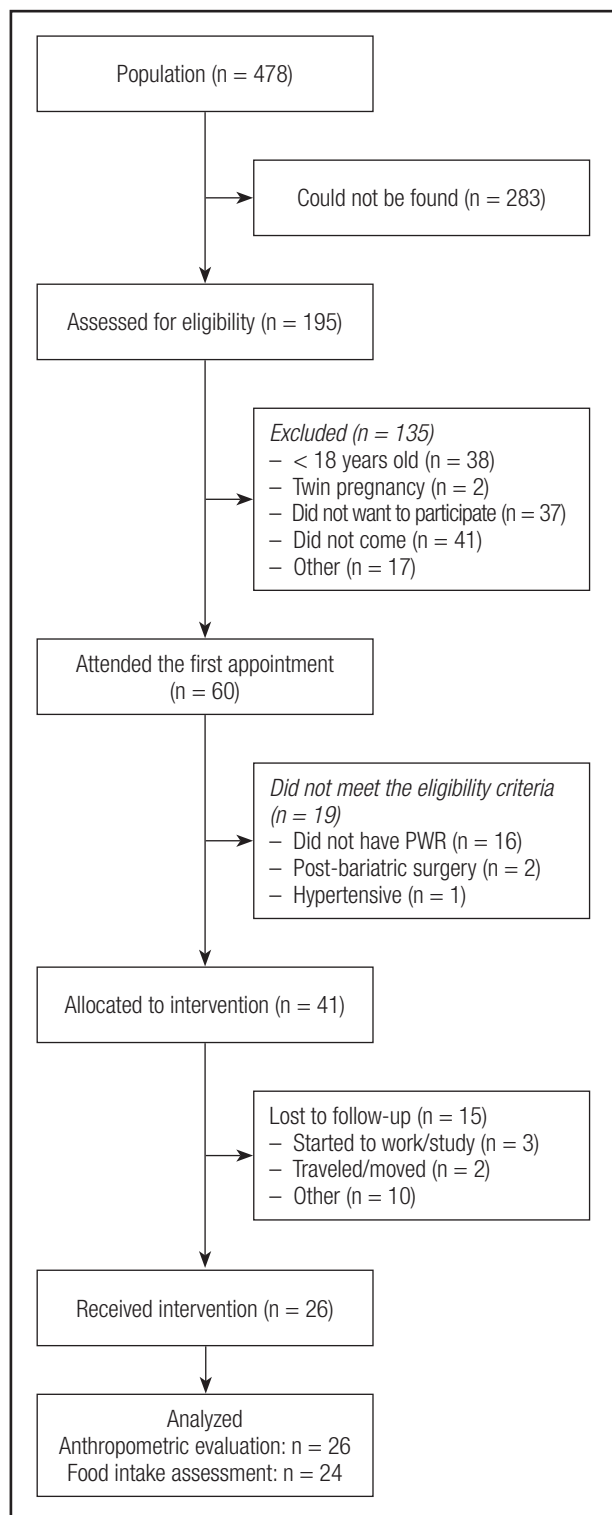 Population (n = 478)
Could not be found (n = 283)
Assessed for eligibility (n = 195)
Excluded (n = 135)
– < 18 years old (n = 38)
– Twin pregnancy (n = 2)
– Did not want to participate (n = 37)
– Did not come (n = 41)
– Other (n = 17)
Attended the first appointment
(n = 60)
Did not meet the eligibility criteria
(n = 19)
– Did not have PWR (n = 16)
– Post-bariatric surgery (n = 2)
– Hypertensive (n = 1)
Allocated to intervention (n = 41)
Lost to follow-up (n = 15)
– Started to work/study (n = 3)
– Traveled/moved (n = 2)
– Other (n = 10)
Received intervention (n = 26)
Analyzed
Anthropometric evaluation: n = 26
Food intake assessment: n = 24